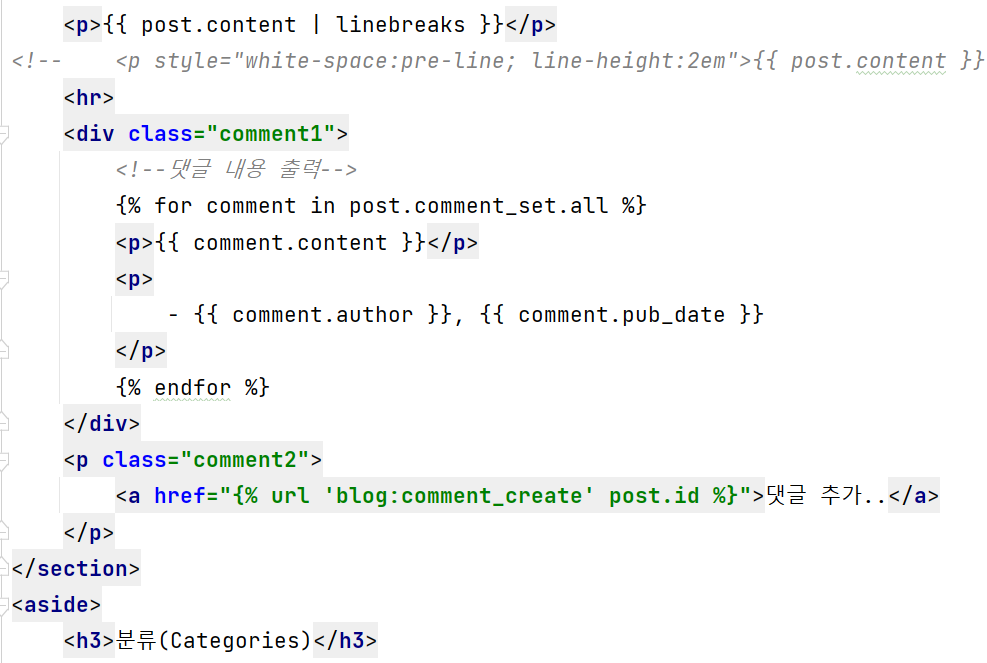 <p>{{ post.content | linebreaks }}</p>
<!--    <p style="white-space:pre-line; line-height:2em">{{ post.content }}
<hr>
<div class="comment1">
<!--댓글 내용 출력-->
{% for comment in post.comment_set.all %}
<p>{{ comment.content }}</p>
<p>
- {{ comment.author }}, {{ comment.pub_date }}
</p>
{% endfor %}
</div>
<p class="comment2">
<a href="{% url 'blog:comment_create' post.id %}">댓글 추가..</a>
</p>
</section>
<aside>
<h3>분류(Categories)</h3>